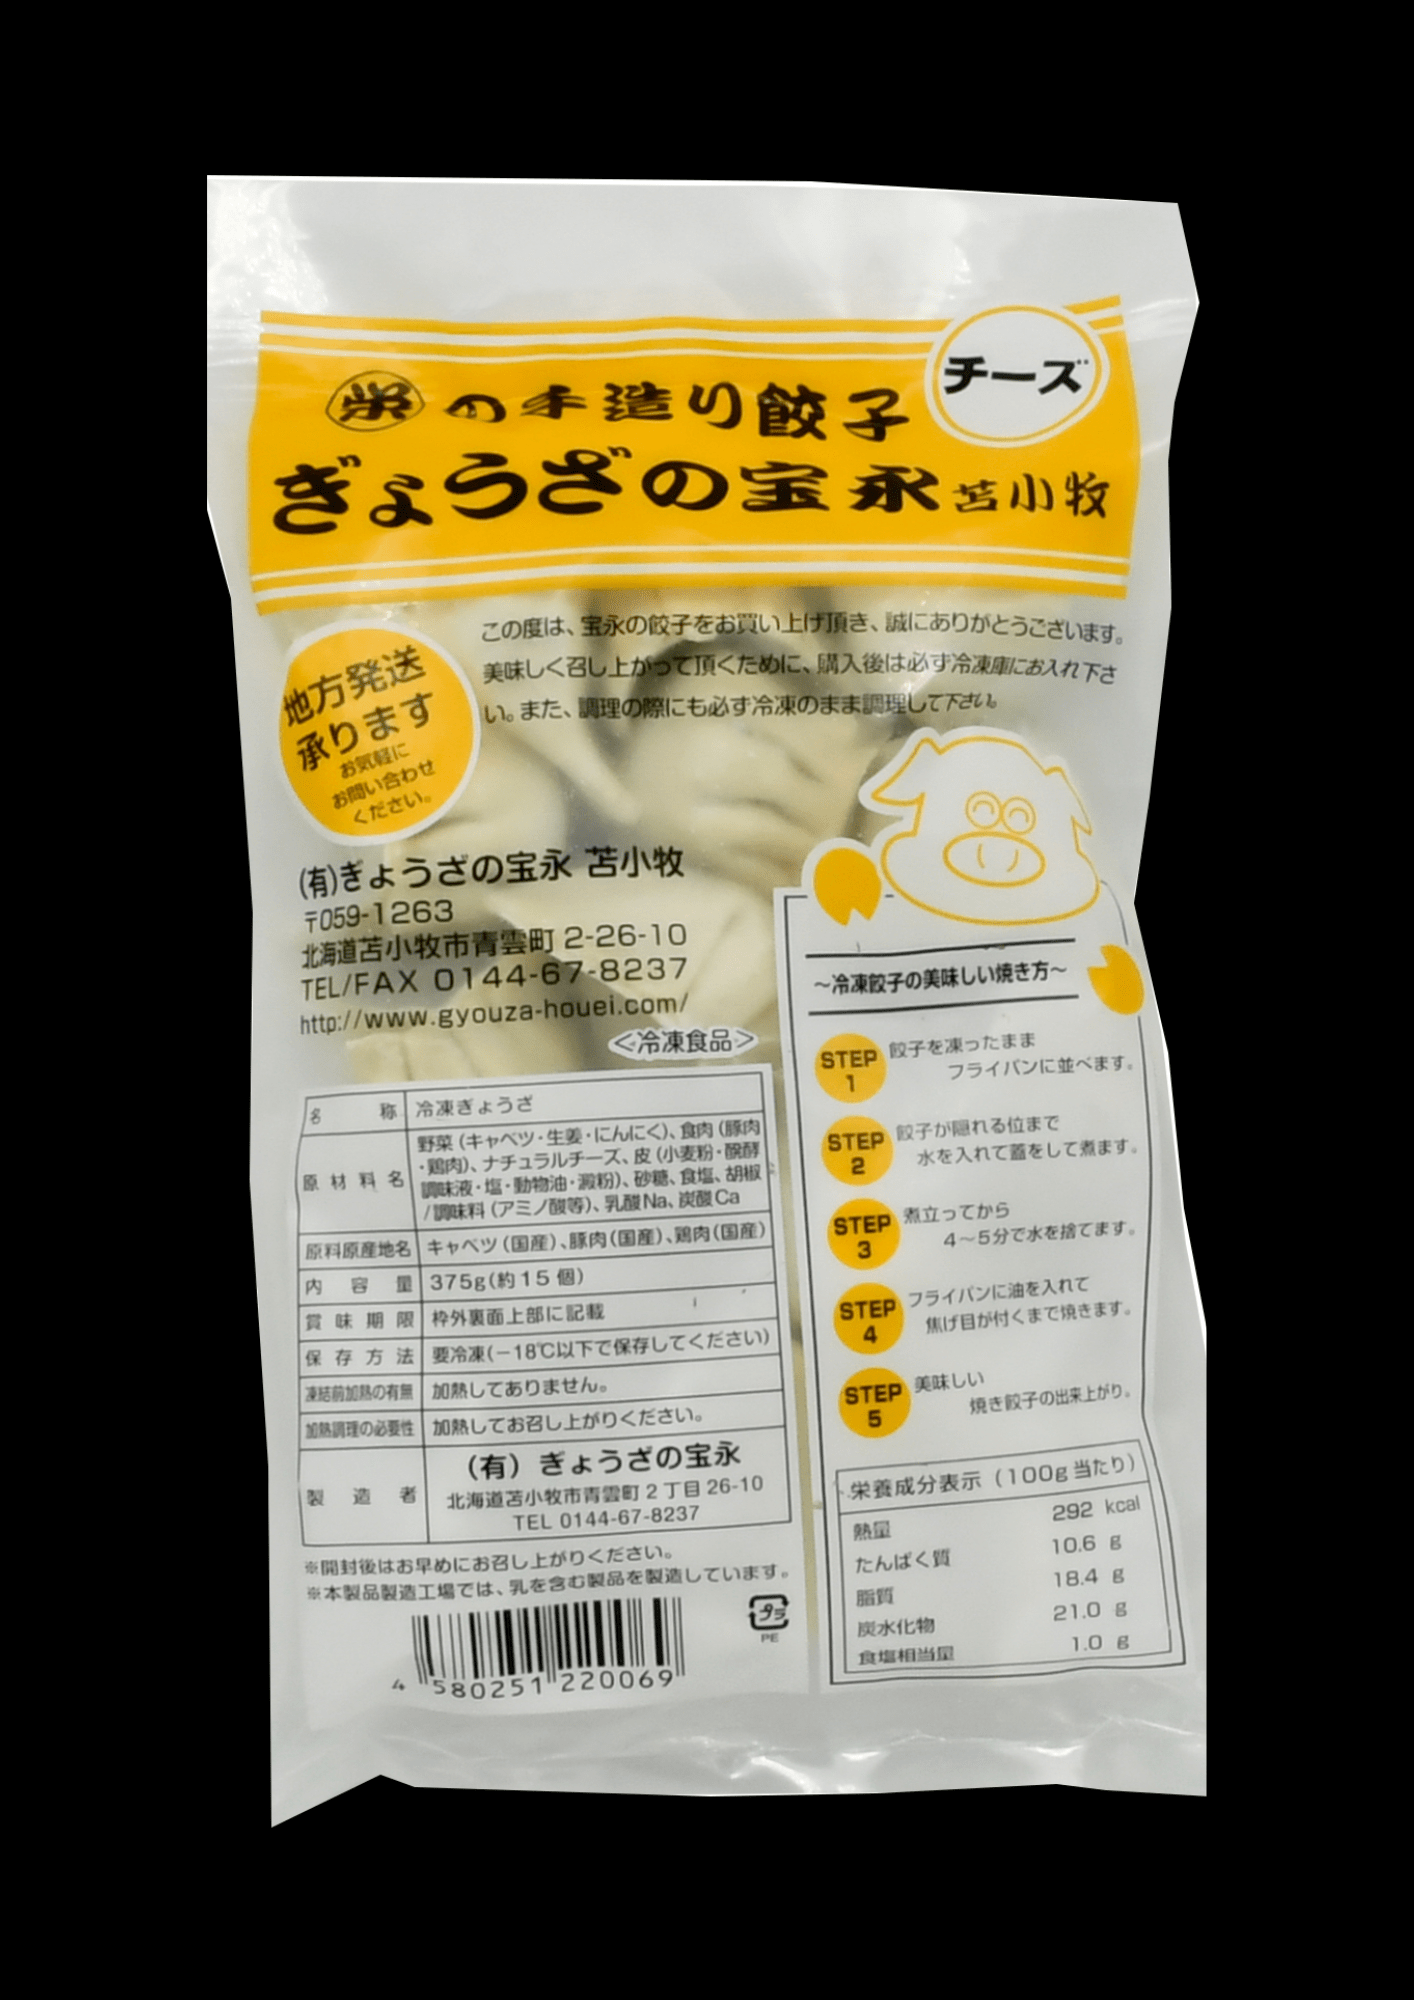 チーズ
栄の手造り餃子
ぎょうざの宝永 苫小牧
この度は、宝永の餃子をお買い上げ頂き、誠にありがとうございます。
美味しく召し上がって頂くために、購入後は必ず冷凍庫にお入れ下さ
い。また、調理の際にも必ず冷凍のまま調理して下さい。
地方発送
承ります
お気軽に
お問い合わせ
ください。
(有)ぎょうざの宝永 苫小牧
〒059-1263
北海道苫小牧市青雲町 2-26-10
TEL/FAX 0144-67-8237
http://www.gyouza-houei.com/
<冷凍食品>
名称 冷凍ぎょうざ
原材料名 野菜(キャベツ・生姜・にんにく)、食肉(豚肉
・鶏肉)、ナチュラルチーズ、皮(小麦粉・醗酵
調味液・塩・動物油・澱粉)、砂糖、食塩、胡椒
/調味料(アミノ酸等)、乳酸Na、炭酸Ca
原料原産地名 キャベツ(国産)、豚肉(国産)、鶏肉(国産)
内容量 375g(約15個)
賞味期限 枠外裏面上部に記載
保存方法 要冷凍(-18℃以下で保存してください)
凍結前加熱の有無 加熱してありません。
加熱調理の必要性 加熱してお召し上がりください。
製造者 (有)ぎょうざの宝永
北海道苫小牧市青雲町2丁目26-10
TEL 0144-67-8237
※開封後はお早めにお召し上がりください。
※本製品製造工場では、乳を含む製品を製造しています。
4 580251 220069
プラ
PE
~冷凍餃子の美味しい焼き方~
STEP 1 餃子を凍ったまま
フライパンに並べます。
STEP 2 餃子が隠れる位まで
水を入れて蓋をして煮ます。
STEP 3 煮立ってから
4~5分で水を捨てます。
STEP 4 フライパンに油を入れて
焦げ目が付くまで焼きます。
STEP 5 美味しい
焼き餃子の出来上がり。
栄養成分表示(100g当たり)
熱量 292 kcal
たんぱく質 10.6 g
脂質 18.4 g
炭水化物 21.0 g
食塩相当量 1.0 g